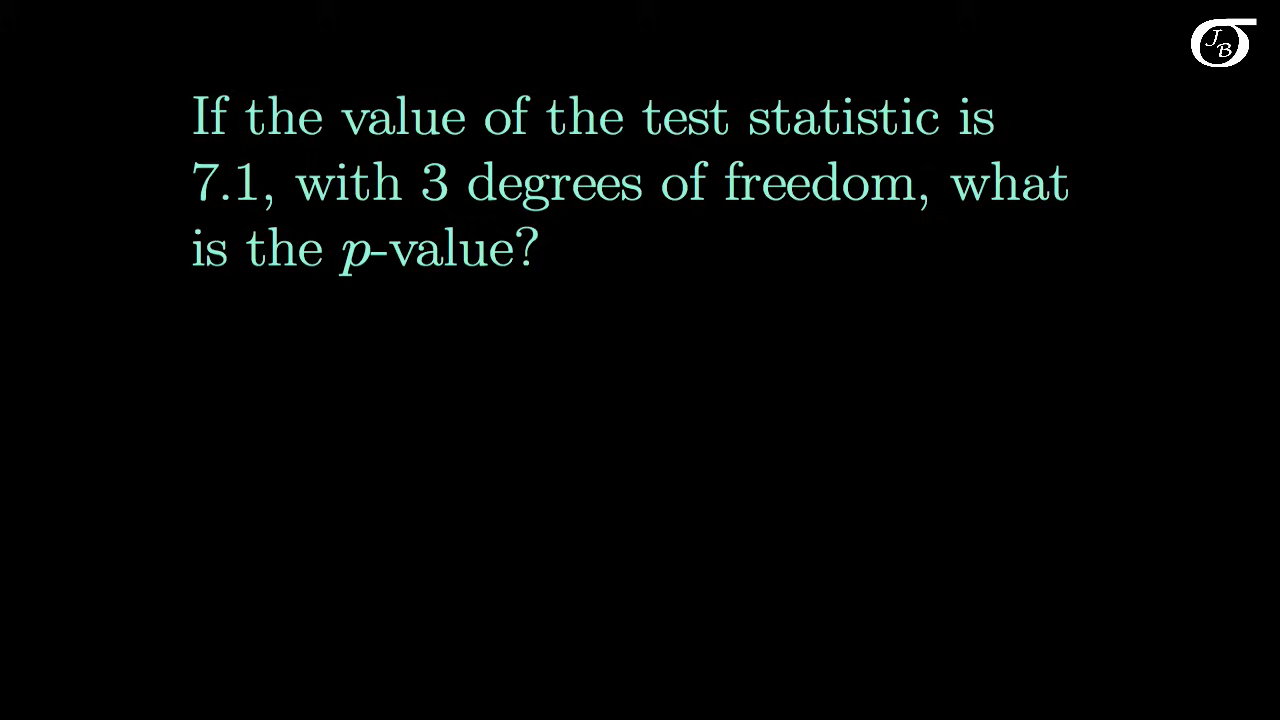 JB
If the value of the test statistic is
7.1, with 3 degrees of freedom, what
is the p-value?